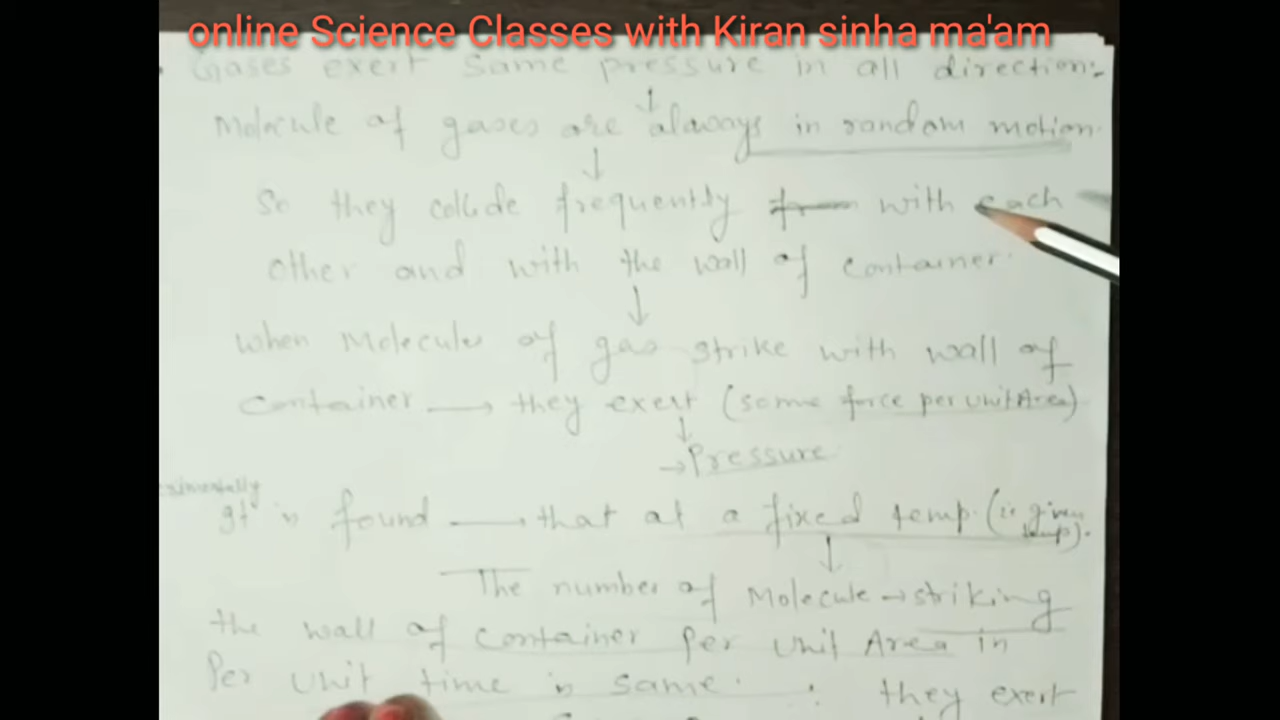 online Science Classes with Kiran sinha ma'am
Gases exert same pressure in all direction:-
Molecule of gases are always in random motion.
So they collide frequently with each
other and with the wall of container.
when Molecules of gas strike with wall of
container → they exert (some force per unit Area)
→ Pressure
It is found → that at a fixed temp. (i.e given temp).
The number of Molecule → striking
the wall of container per unit Area in
Per unit time is same. ∴ they exert